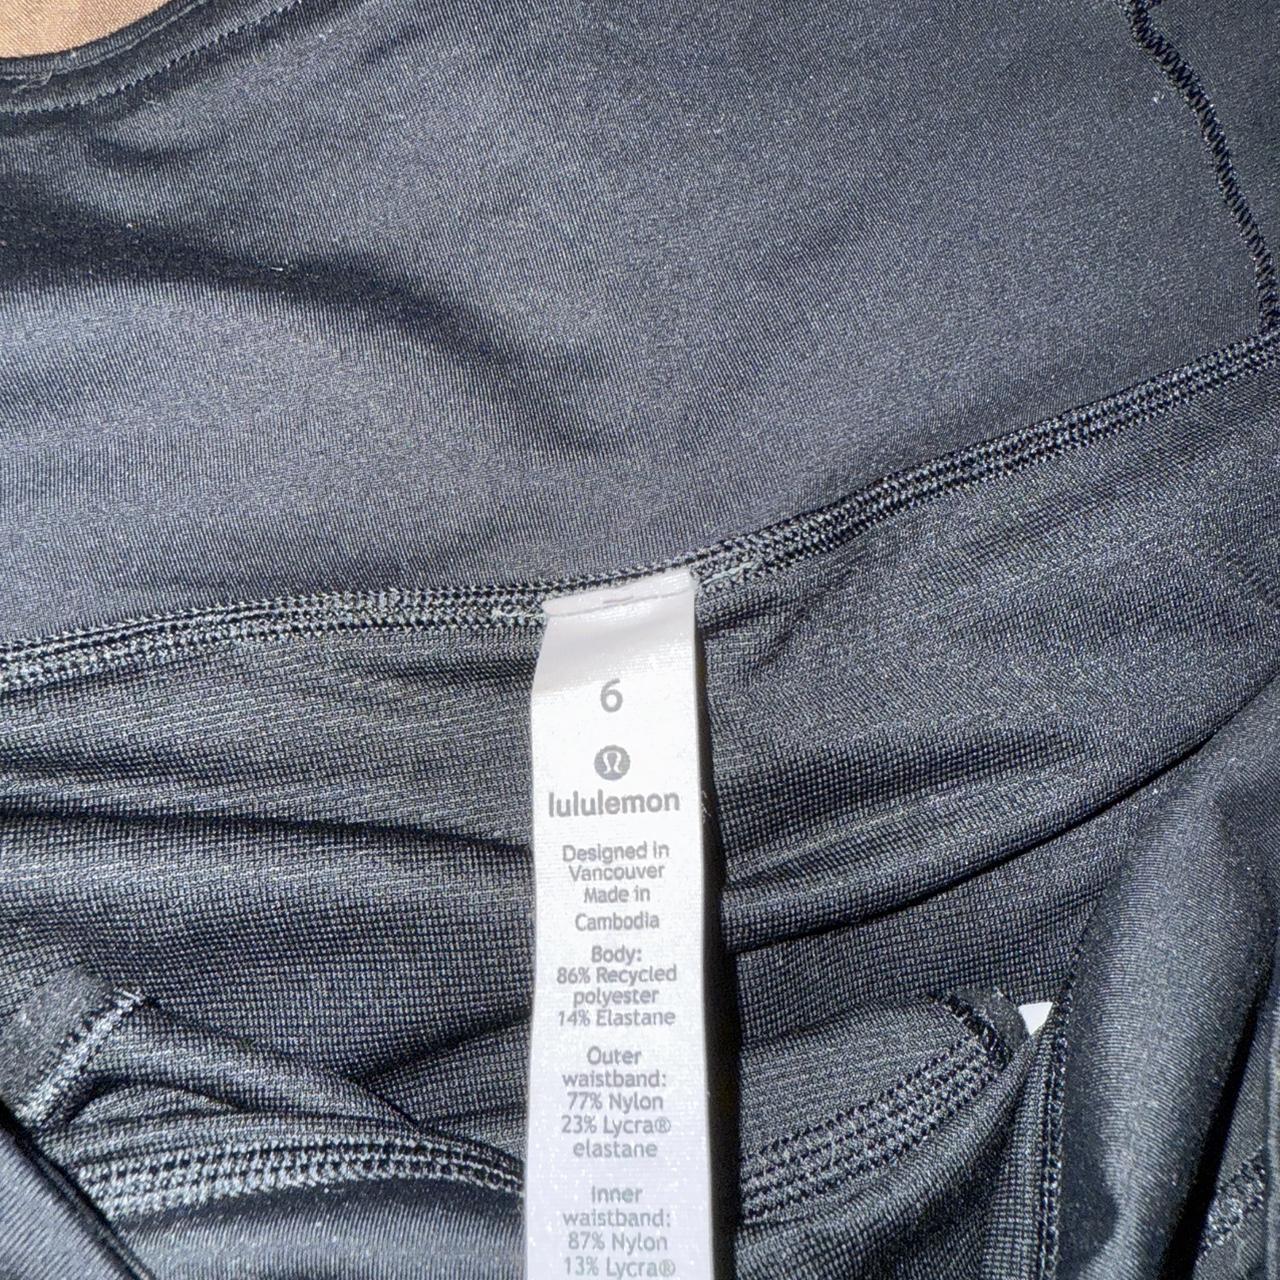 6
lululemon
Designed in
Vancouver
Made in
Cambodia
Body:
86% Recycled
polyester
14% Elastane
Outer
waistband:
77% Nylon
23% Lycra®
elastane
Inner
waistband:
87% Nylon
13% Lycra®